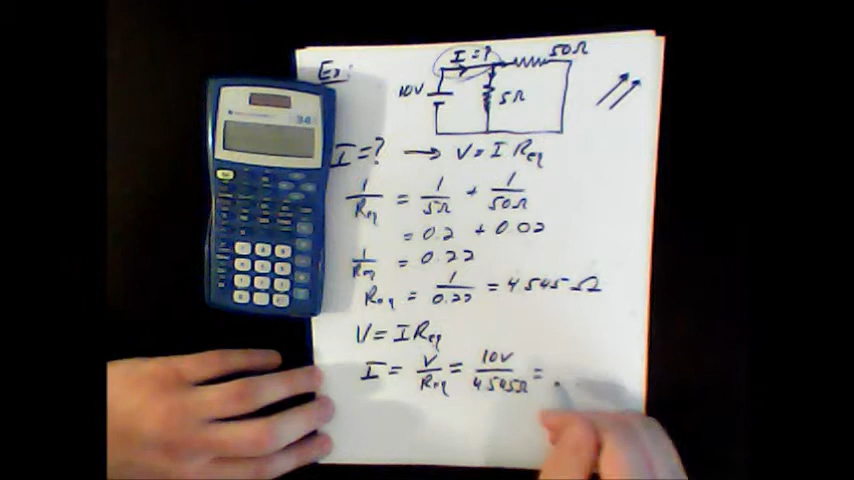 Ex:
I = ?
50Ω
10V
5Ω
I = ? → V = I Req
1/Req = 1/5Ω + 1/50Ω
= 0.2 + 0.02
1/Req = 0.22
Req = 1/0.22 = 4.545Ω
V = I Req
I = V/Req = 10V/4.545Ω =